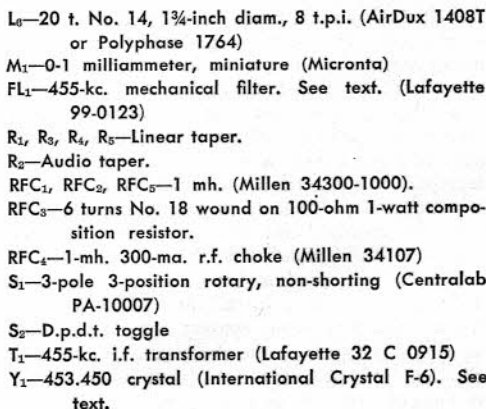 L₆—20 t. No. 14, 1¾-inch diam., 8 t.p.i. (AirDux 1408T
or Polyphase 1764)
M₁—0-1 milliammeter, miniature (Micronta)
FL₁—455-kc. mechanical filter. See text. (Lafayette
99-0123)
R₁, R₃, R₄, R₅—Linear taper.
R₂—Audio taper.
RFC₁, RFC₂, RFC₅—1 mh. (Millen 34300-1000).
RFC₃—6 turns No. 18 wound on 100-ohm 1-watt compo-
sition resistor.
RFC₄—1-mh. 300-ma. r.f. choke (Millen 34107)
S₁—3-pole 3-position rotary, non-shorting (Centralab
PA-10007)
S₂—D.p.d.t. toggle
T₁—455-kc. i.f. transformer (Lafayette 32 C 0915)
Y₁—453.450 crystal (International Crystal F-6). See
text.